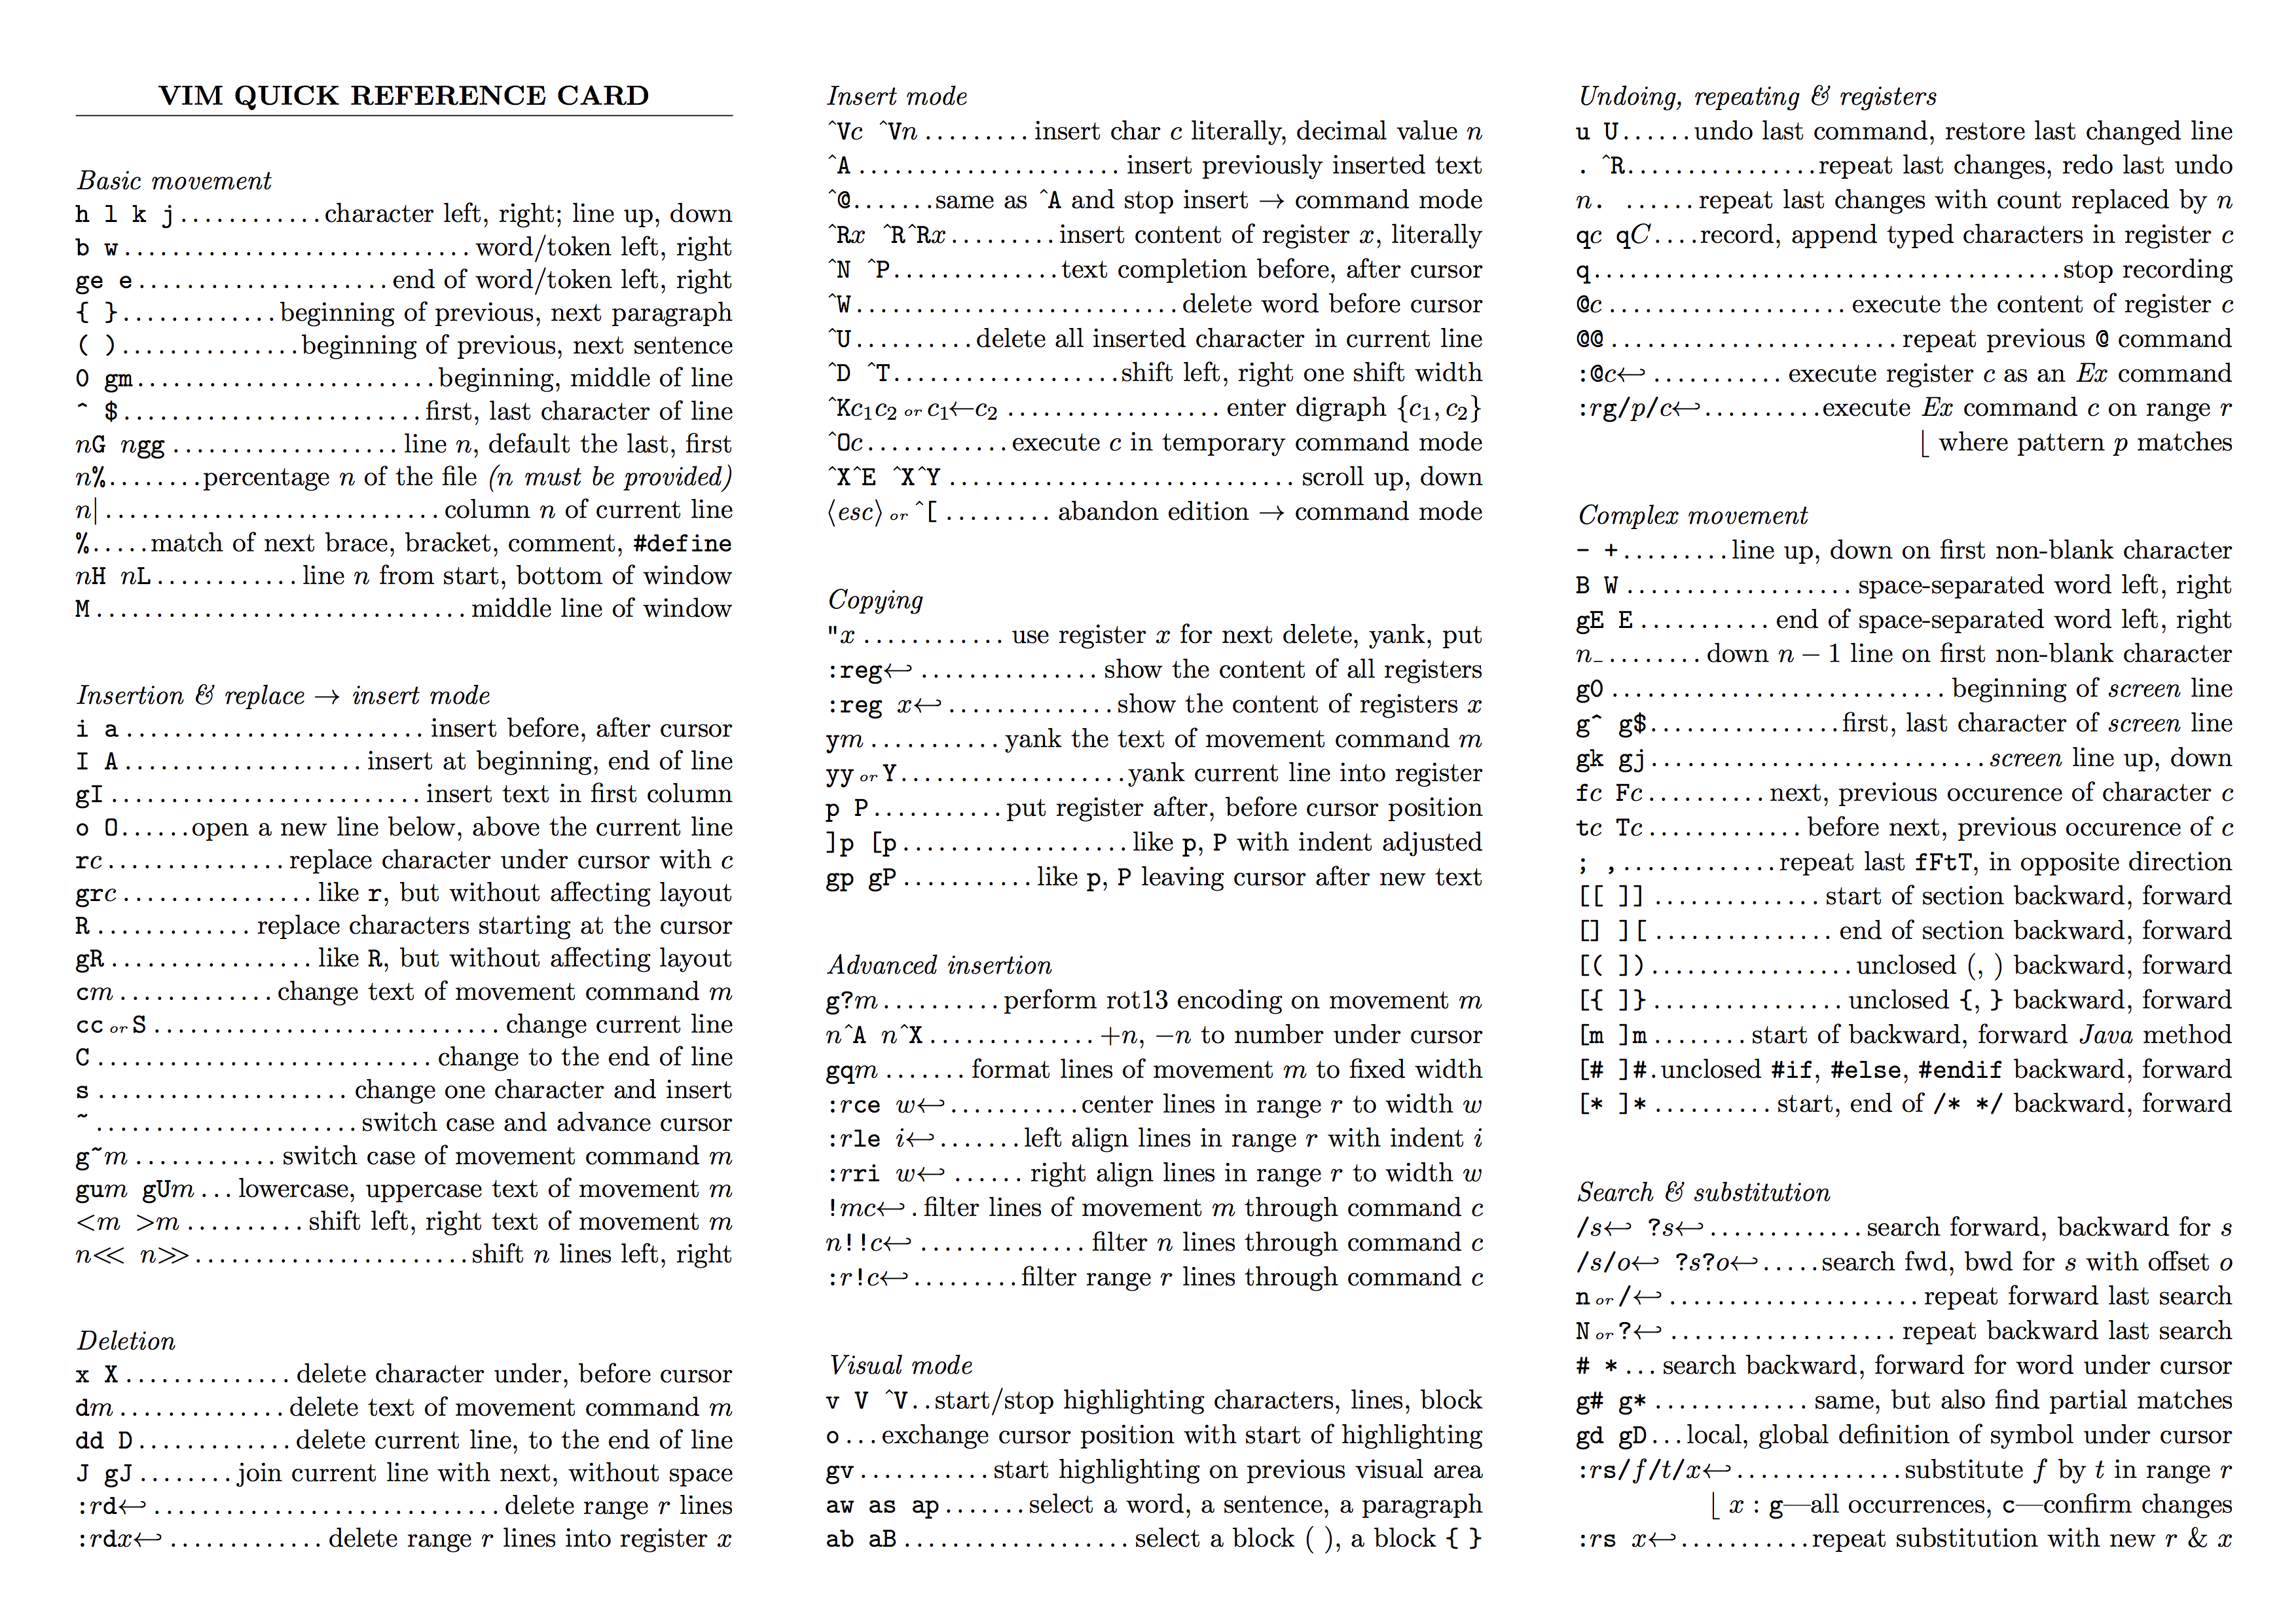 VIM QUICK REFERENCE CARD
Basic movement
h l k j............character left, right; line up, down
b w.............................word/token left, right
ge e.....................end of word/token left, right
{ }.............beginning of previous, next paragraph
( )...............beginning of previous, next sentence
0 gm.........................beginning, middle of line
^ $.........................first, last character of line
nG ngg...................line n, default the last, first
n%........percentage n of the file (n must be provided)
n|............................column n of current line
%.....match of next brace, bracket, comment, #define
nH nL............line n from start, bottom of window
M...............................middle line of window
Insertion & replace → insert mode
i a.........................insert before, after cursor
I A....................insert at beginning, end of line
gI..........................insert text in first column
o O......open a new line below, above the current line
rc...............replace character under cursor with c
grc................like r, but without affecting layout
R.............replace characters starting at the cursor
gR.................like R, but without affecting layout
cm.............change text of movement command m
cc or S.............................change current line
C............................change to the end of line
s.....................change one character and insert
~......................switch case and advance cursor
g~m............switch case of movement command m
gum gUm...lowercase, uppercase text of movement m
<m >m..........shift left, right text of movement m
n<< n>>.......................shift n lines left, right
Deletion
x X..............delete character under, before cursor
dm..............delete text of movement command m
dd D.............delete current line, to the end of line
J gJ........join current line with next, without space
:rd↩.............................delete range r lines
:rdx↩.............delete range r lines into register x
Insert mode
^Vc ^Vn.........insert char c literally, decimal value n
^A......................insert previously inserted text
^@.......same as ^A and stop insert → command mode
^Rx ^R^Rx.........insert content of register x, literally
^N ^P..............text completion before, after cursor
^W...........................delete word before cursor
^U..........delete all inserted character in current line
^D ^T...................shift left, right one shift width
^Kc₁c₂ or c₁←c₂..................enter digraph {c₁, c₂}
^Oc............execute c in temporary command mode
^X^E ^X^Y.............................scroll up, down
⟨esc⟩ or ^[.........abandon edition → command mode
Copying
"x............use register x for next delete, yank, put
:reg↩...............show the content of all registers
:reg x↩..............show the content of registers x
ym...........yank the text of movement command m
yy or Y...................yank current line into register
p P...........put register after, before cursor position
]p [p...................like p, P with indent adjusted
gp gP...........like p, P leaving cursor after new text
Advanced insertion
g?m..........perform rot13 encoding on movement m
n^A n^X..............+n, −n to number under cursor
gqm.......format lines of movement m to fixed width
:rce w↩...........center lines in range r to width w
:rle i↩.......left align lines in range r with indent i
:rri w↩......right align lines in range r to width w
!mc↩.filter lines of movement m through command c
n!!c↩..............filter n lines through command c
:r!c↩.........filter range r lines through command c
Visual mode
v V ^V..start/stop highlighting characters, lines, block
o...exchange cursor position with start of highlighting
gv...........start highlighting on previous visual area
aw as ap.......select a word, a sentence, a paragraph
ab aB...................select a block ( ), a block { }
Undoing, repeating & registers
u U......undo last command, restore last changed line
. ^R................repeat last changes, redo last undo
n. ......repeat last changes with count replaced by n
qc qC....record, append typed characters in register c
q.......................................stop recording
@c....................execute the content of register c
@@........................repeat previous @ command
:@c↩...........execute register c as an Ex command
:rg/p/c↩..........execute Ex command c on range r
⌊ where pattern p matches
Complex movement
- +.........line up, down on first non-blank character
B W...................space-separated word left, right
gE E...........end of space-separated word left, right
n_........down n − 1 line on first non-blank character
g0............................beginning of screen line
g^ g$................first, last character of screen line
gk gj............................screen line up, down
fc Fc..........next, previous occurence of character c
tc Tc.............before next, previous occurence of c
; ,.............repeat last fFtT, in opposite direction
[[ ]]..............start of section backward, forward
[] ][...............end of section backward, forward
[( ]).................unclosed (, ) backward, forward
[{ ]}................unclosed {, } backward, forward
[m ]m........start of backward, forward Java method
[# ]#.unclosed #if, #else, #endif backward, forward
[* ]*..........start, end of /* */ backward, forward
Search & substitution
/s↩ ?s↩.............search forward, backward for s
/s/o↩ ?s?o↩.....search fwd, bwd for s with offset o
n or /↩.....................repeat forward last search
N or ?↩...................repeat backward last search
# *...search backward, forward for word under cursor
g# g*.............same, but also find partial matches
gd gD...local, global definition of symbol under cursor
:rs/f/t/x↩..............substitute f by t in range r
⌊ x : g—all occurrences, c—confirm changes
:rs x↩...........repeat substitution with new r & x